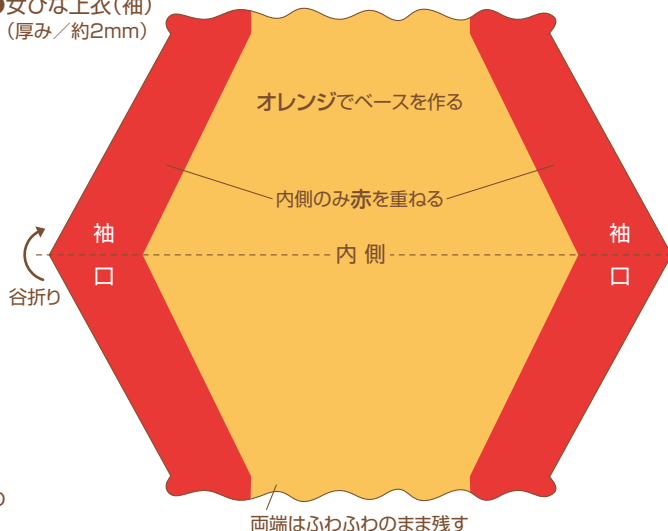 ●女びな上衣(袖)
(厚み／約2mm)
オレンジでベースを作る
内側のみ赤を重ねる
袖口
内側
袖口
谷折り
両端はふわふわのまま残す